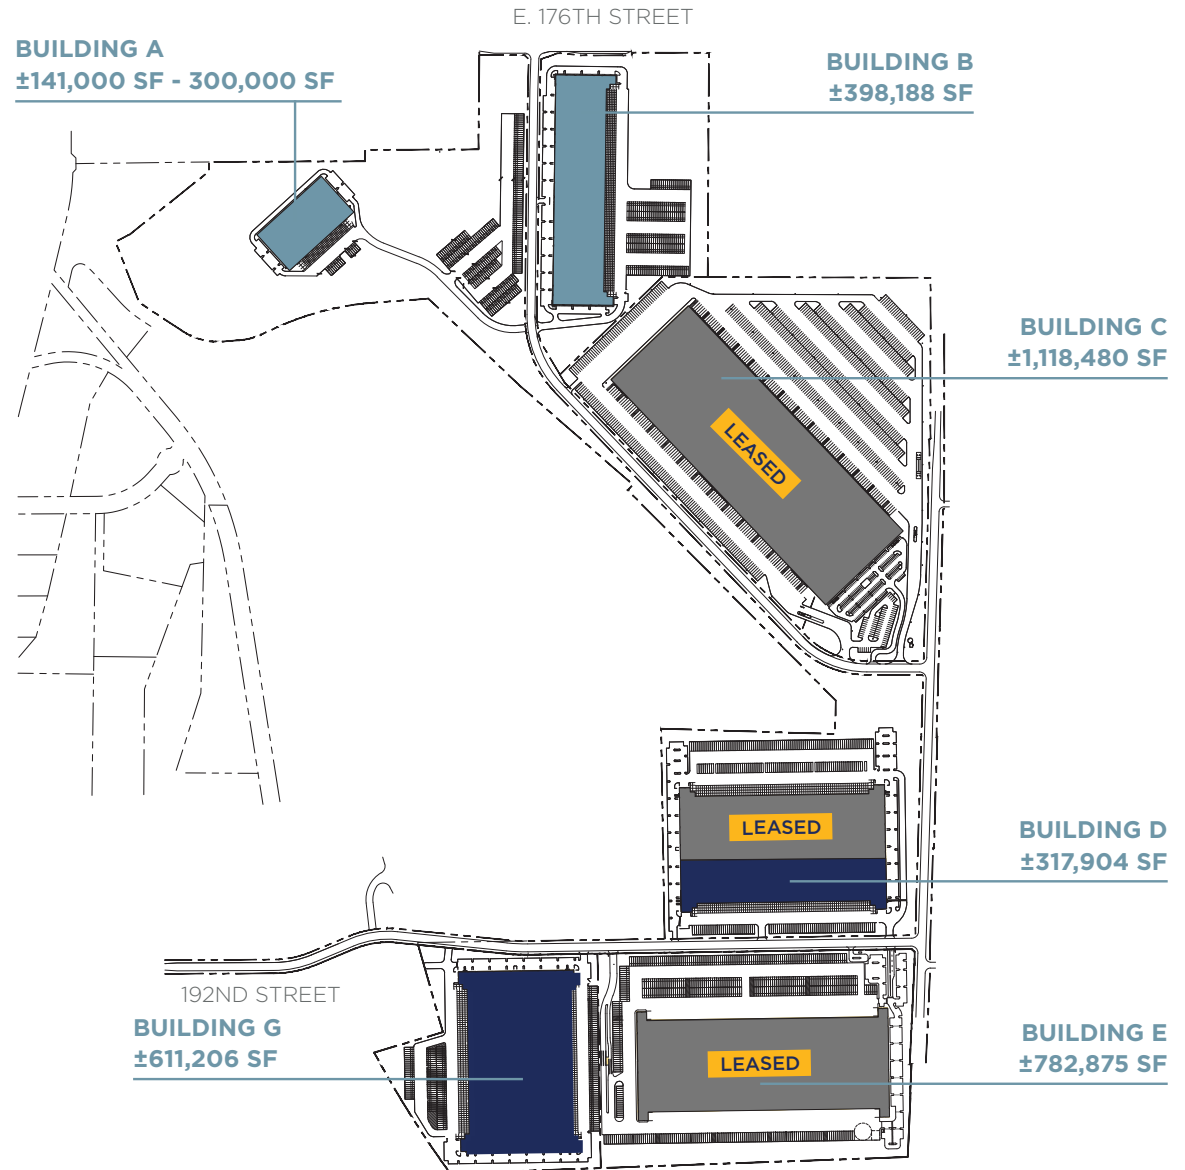 E. 176TH STREET
BUILDING A
±141,000 SF - 300,000 SF
BUILDING B
±398,188 SF
BUILDING C
±1,118,480 SF
LEASED
LEASED
BUILDING D
±317,904 SF
192ND STREET
BUILDING G
±611,206 SF
LEASED
BUILDING E
±782,875 SF